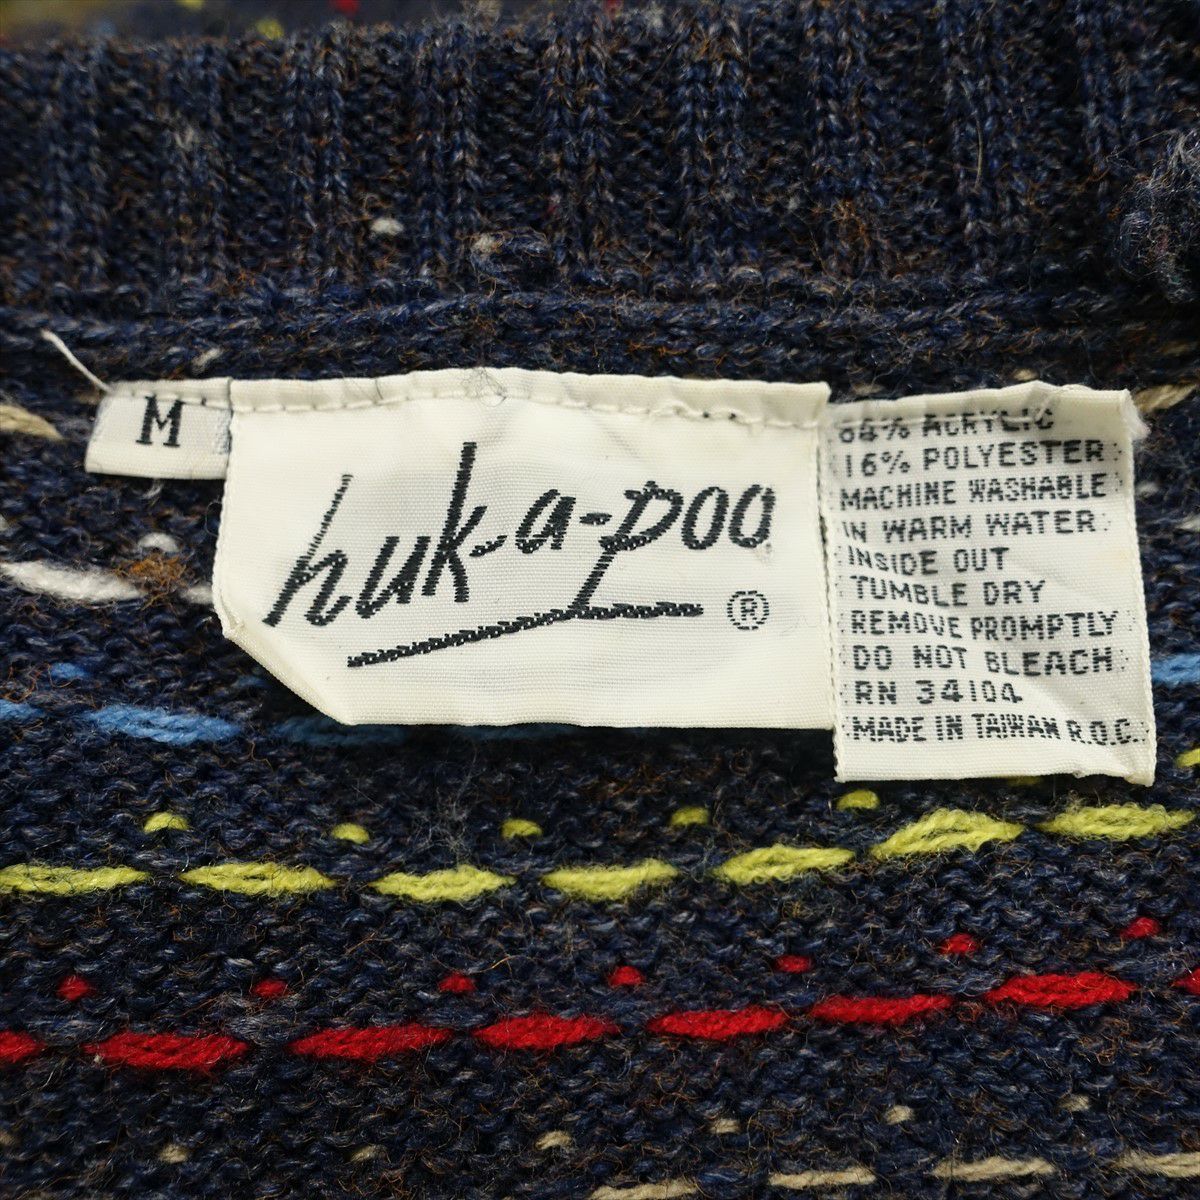 M
huk-a-poo
®
84% ACRYLIC
16% POLYESTER
MACHINE WASHABLE
IN WARM WATER
INSIDE OUT
TUMBLE DRY
REMOVE PROMPTLY
DO NOT BLEACH
RN 34104
MADE IN TAIWAN R.O.C.